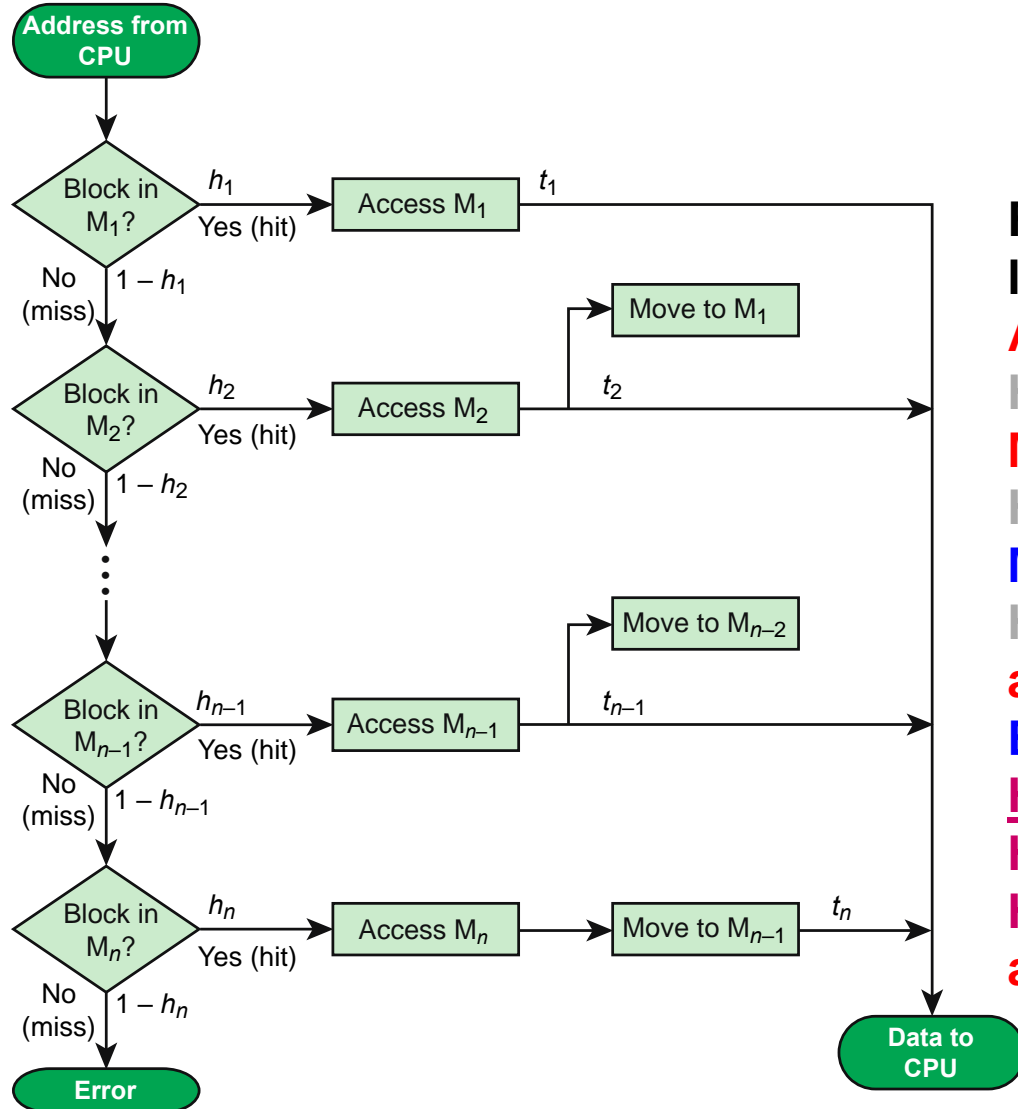 Address from
CPU
Block in
M₁?
h₁
Yes (hit)
Access M₁
t₁
No
(miss)
1 – h₁
Move to M₁
Block in
M₂?
h₂
Yes (hit)
Access M₂
t₂
No
(miss)
1 – h₂
Move to Mₙ₋₂
Block in
Mₙ₋₁?
hₙ₋₁
Yes (hit)
Access Mₙ₋₁
tₙ₋₁
No
(miss)
1 – hₙ₋₁
Block in
Mₙ?
hₙ
Yes (hit)
Access Mₙ
Move to Mₙ₋₁
tₙ
No
(miss)
1 – hₙ
Error
Data to
CPU